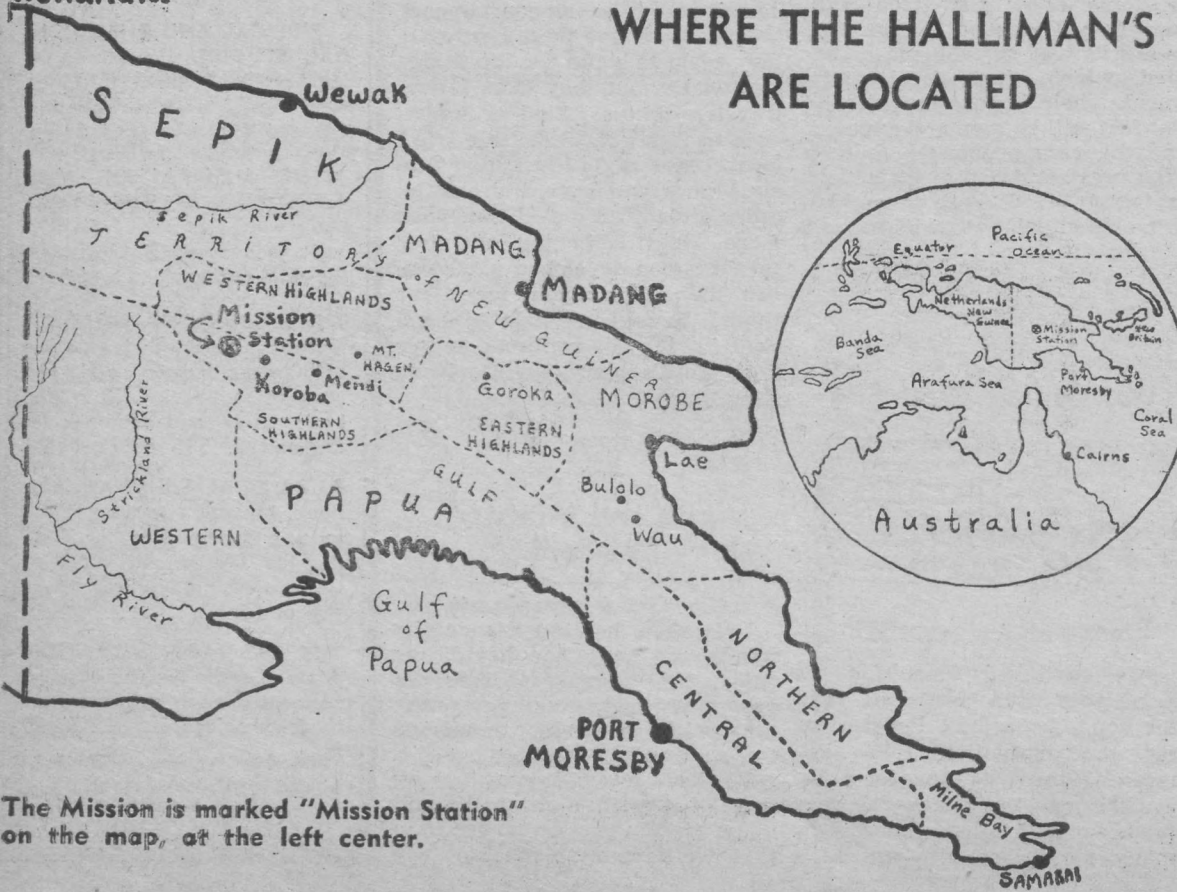 WHERE THE HALLIMAN'S
ARE LOCATED
Wewak
SEPIK
Sepik River
TERRITORY of NEW GUINEA
MADANG
MADANG
WESTERN HIGHLANDS
Mission
Station
MT.
HAGEN
Koroba
Mendi
Goroka
MOROBE
SOUTHERN
HIGHLANDS
EASTERN
HIGHLANDS
Strickland River
Lae
GULF
PAPUA
Bulolo
Wau
WESTERN
Fly River
Gulf
of
Papua
NORTHERN
CENTRAL
PORT
MORESBY
Milne Bay
SAMARAI
Equator
Pacific
Ocean
Netherlands
New
Guinea
Mission
Station
New
Britain
Banda
Sea
Arafura Sea
Port
Moresby
Coral
Sea
Cairns
Australia
The Mission is marked "Mission Station"
on the map, at the left center.